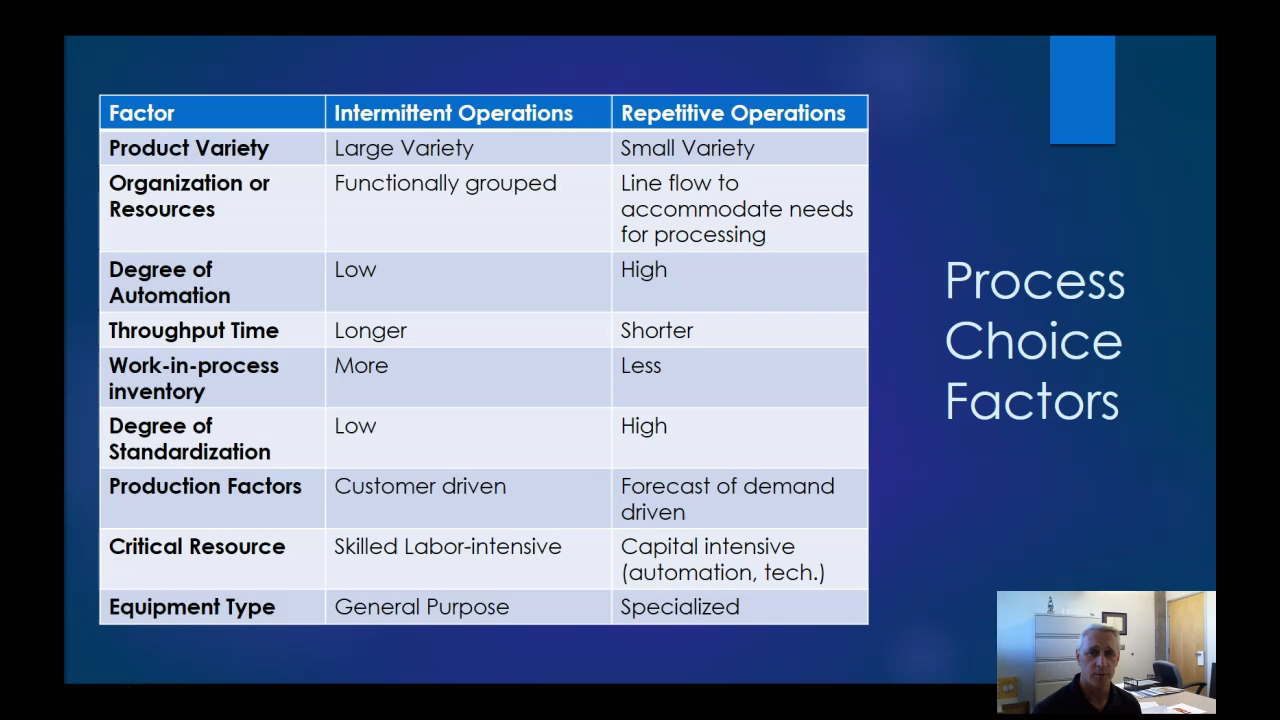 Factor Intermittent Operations Repetitive Operations
Product Variety Large Variety Small Variety
Organization or Functionally grouped Line flow to
Resources accommodate needs
for processing
Degree of Low High
Automation
Throughput Time Longer Shorter
Work-in-process More Less
inventory
Degree of Low High
Standardization
Production Factors Customer driven Forecast of demand
driven
Critical Resource Skilled Labor-intensive Capital intensive
(automation, tech.)
Equipment Type General Purpose Specialized
Process
Choice
Factors